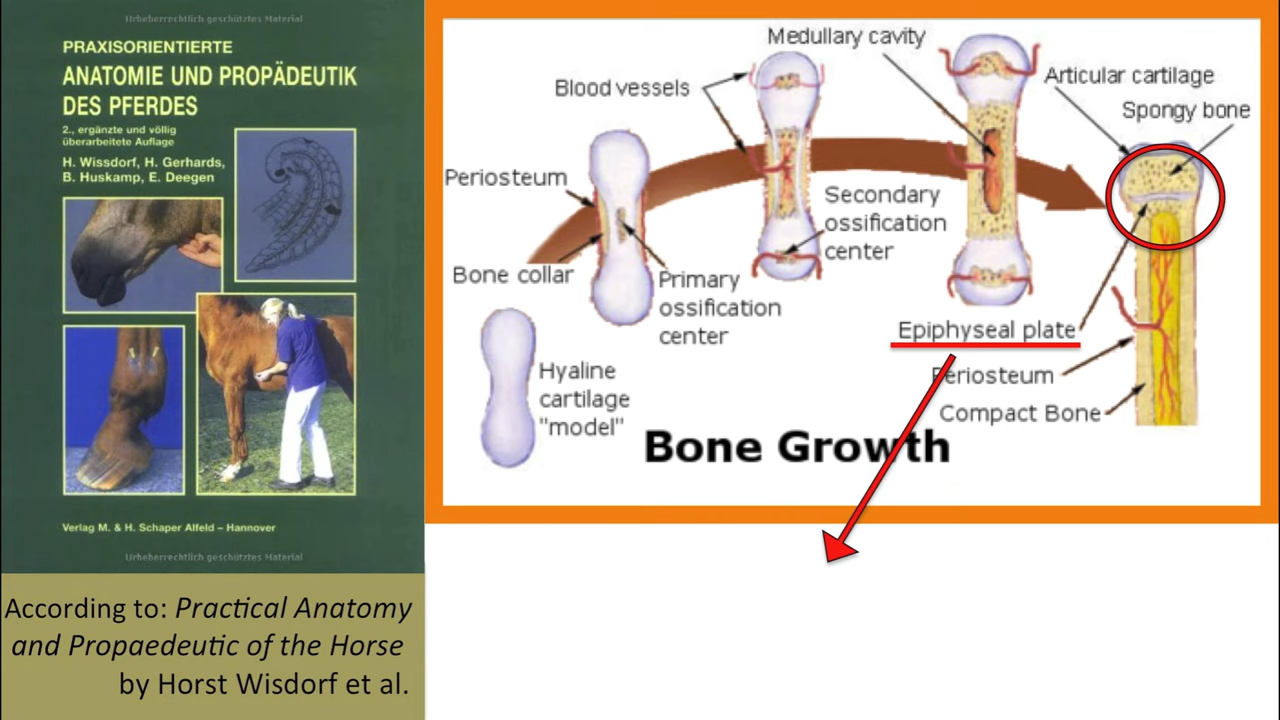 Urheberrechtlich geschütztes Material
PRAXISORIENTIERTE
ANATOMIE UND PROPÄDEUTIK
DES PFERDES
2., ergänzte und völlig
überarbeitete Auflage
H. Wissdorf, H. Gerhards,
B. Huskamp, E. Deegen
Verlag M. & H. Schaper Alfeld – Hannover
Urheberrechtlich geschütztes Material
According to: Practical Anatomy
and Propaedeutic of the Horse
by Horst Wisdorf et al.
Medullary cavity
Blood vessels
Articular cartilage
Spongy bone
Periosteum
Secondary
ossification
center
Bone collar
Primary
ossification
center
Epiphyseal plate
Hyaline
cartilage
"model"
Periosteum
Compact Bone
Bone Growth